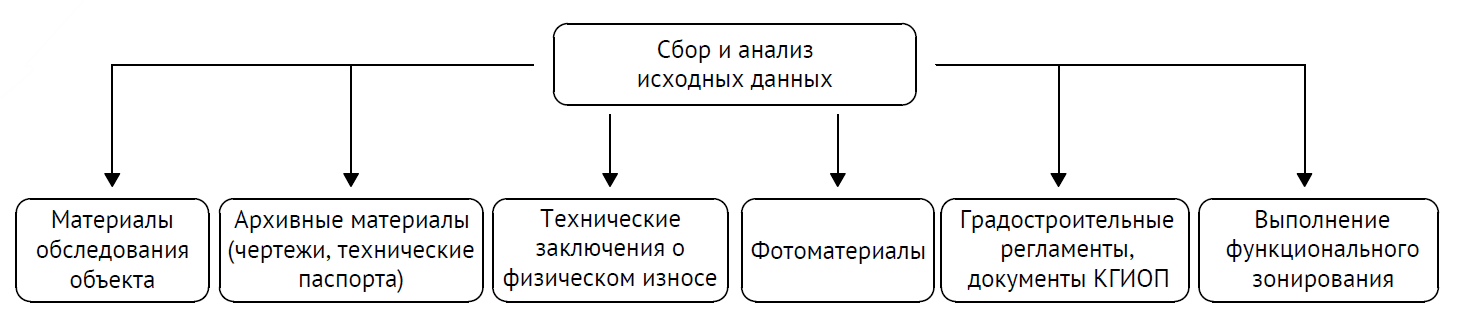 Сбор и анализ
исходных данных
Материалы
обследования
объекта
Архивные материалы
(чертежи, технические
паспорта)
Технические
заключения о
физическом износе
Фотоматериалы
Градостроительные
регламенты,
документы КГИОП
Выполнение
функционального
зонирования